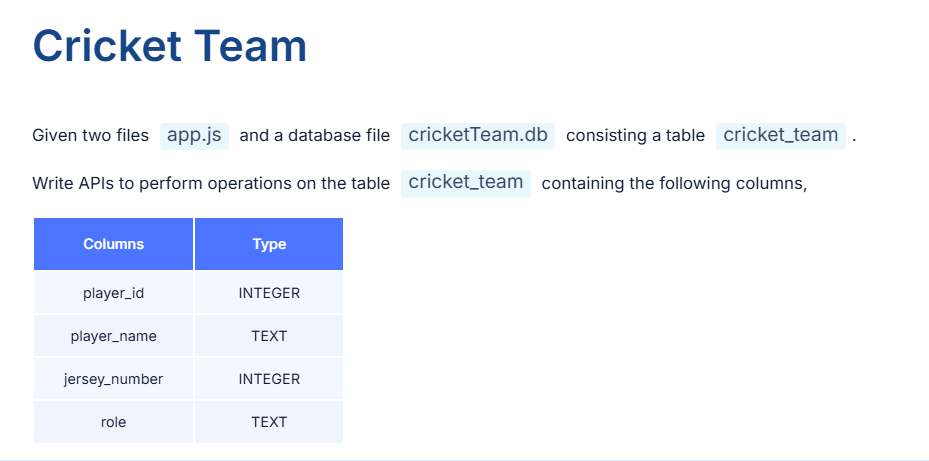 Cricket Team
Given two files app.js and a database file cricketTeam.db consisting a table cricket_team .
Write APIs to perform operations on the table cricket_team containing the following columns,
Columns Type
player_id INTEGER
player_name TEXT
jersey_number INTEGER
role TEXT